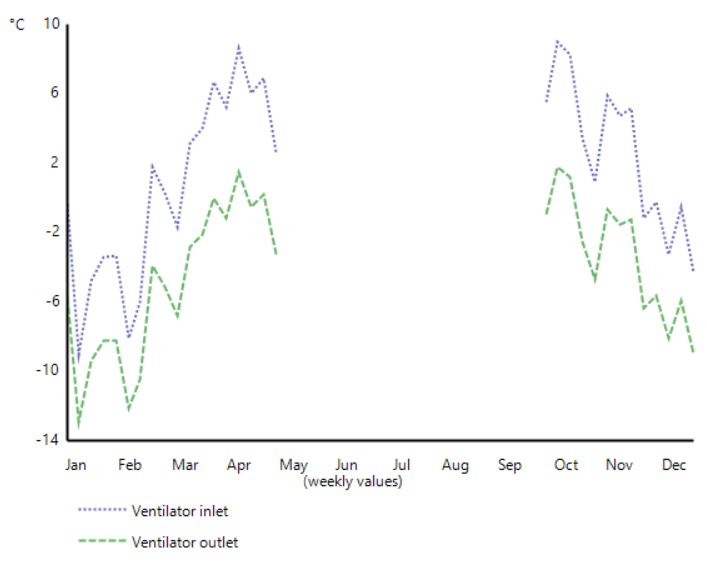 °C
10
6
2
-2
-6
-10
-14
Jan Feb Mar Apr May Jun Jul Aug Sep Oct Nov Dec
(weekly values)
Ventilator inlet
Ventilator outlet